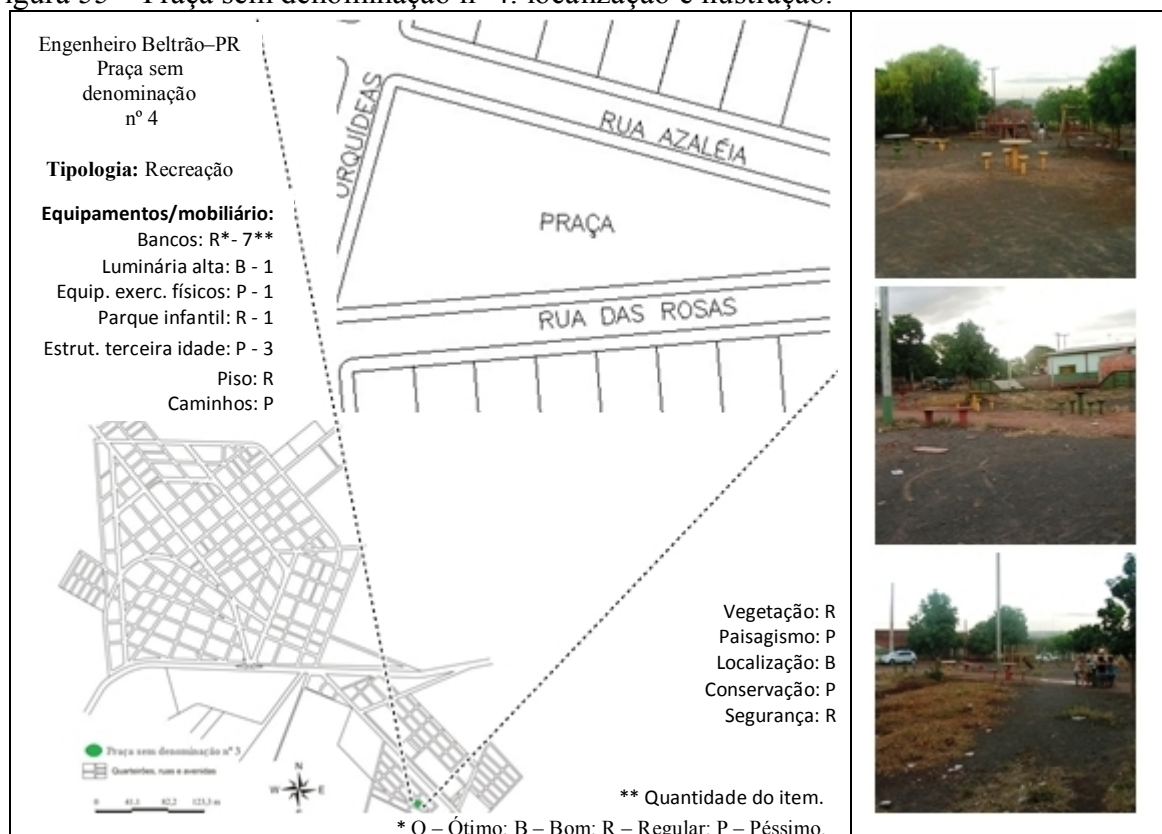 igura 55 – Praça sem denominação nº 4: localização e ilustração.
Engenheiro Beltrão–PR
Praça sem
denominação
nº 4
Tipologia: Recreação
Equipamentos/mobiliário:
Bancos: R*- 7**
Luminária alta: B - 1
Equip. exerc. físicos: P - 1
Parque infantil: R - 1
Estrut. terceira idade: P - 3
Piso: R
Caminhos: P
URQUÍDEAS
RUA AZALÉIA
PRAÇA
RUA DAS ROSAS
Vegetação: R
Paisagismo: P
Localização: B
Conservação: P
Segurança: R
Praça sem denominação nº 3
Quarteirões, ruas e avenidas
N
W E
0 41,1 82,2 123,3 m
** Quantidade do item.
* O – Ótimo; B – Bom; R – Regular; P – Péssimo.